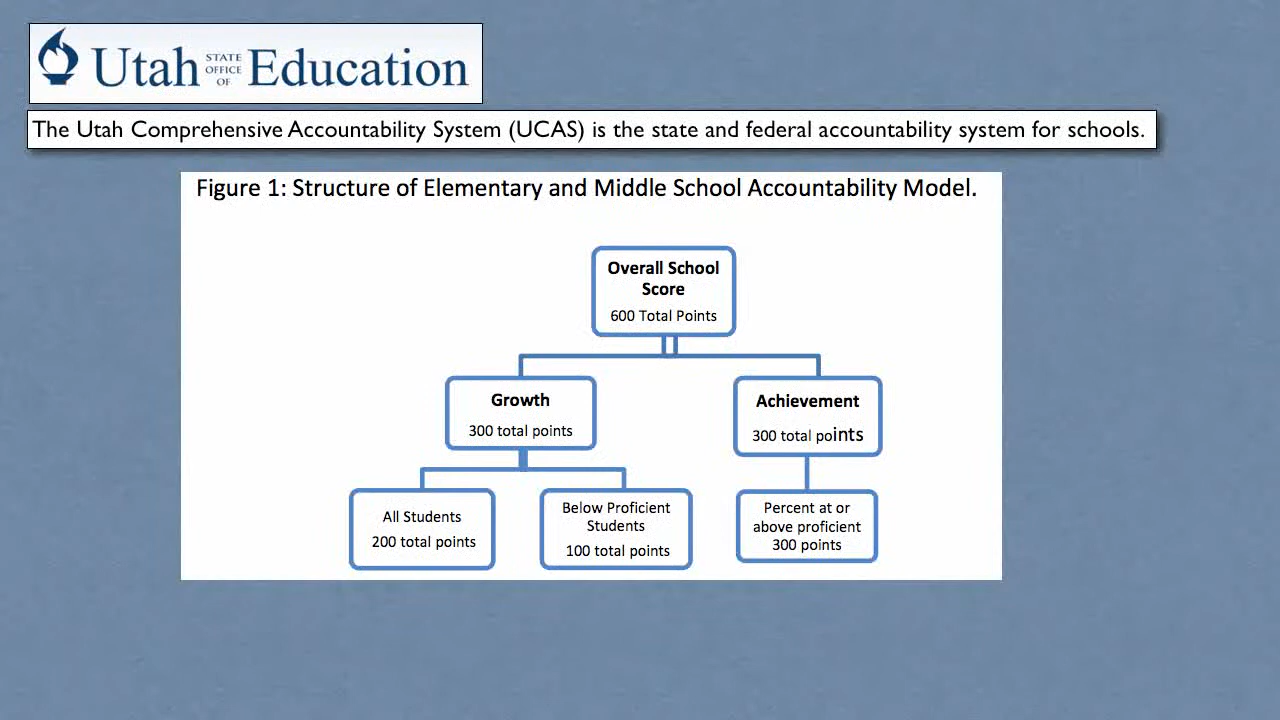 Utah STATE OFFICE OF Education
The Utah Comprehensive Accountability System (UCAS) is the state and federal accountability system for schools.
Figure 1: Structure of Elementary and Middle School Accountability Model.
Overall School
Score
600 Total Points
Growth
300 total points
Achievement
300 total points
All Students
200 total points
Below Proficient
Students
100 total points
Percent at or
above proficient
300 points